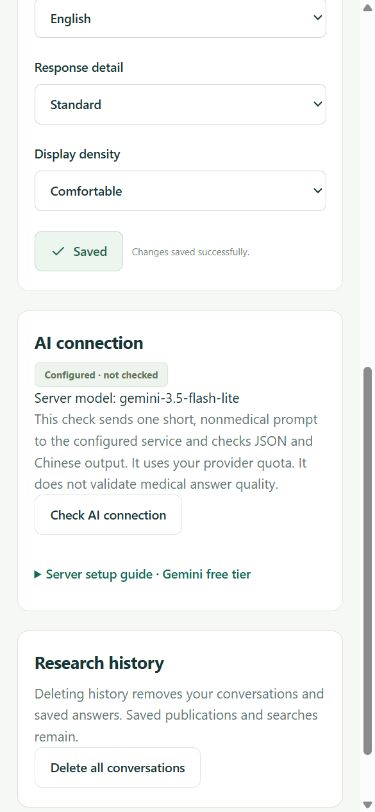 English
Response detail
Standard
Display density
Comfortable
Saved Changes saved successfully.
AI connection
Configured · not checked
Server model: gemini-3.5-flash-lite
This check sends one short, nonmedical prompt
to the configured service and checks JSON and
Chinese output. It uses your provider quota. It
does not validate medical answer quality.
Check AI connection
Server setup guide · Gemini free tier
Research history
Deleting history removes your conversations and
saved answers. Saved publications and searches
remain.
Delete all conversations